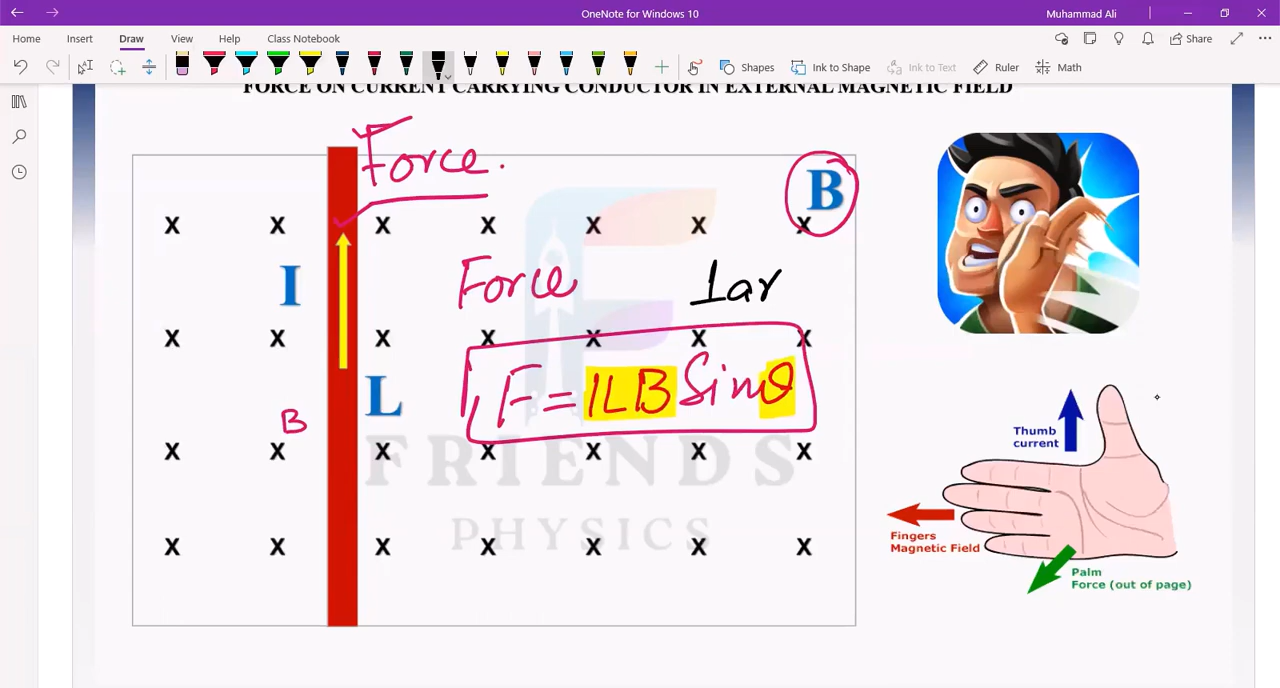 OneNote for Windows 10
Muhammad Ali
Home Insert Draw View Help Class Notebook
Share
Shapes Ink to Shape Ink to Text Ruler Math
FORCE ON CURRENT CARRYING CONDUCTOR IN EXTERNAL MAGNETIC FIELD
Force.
B
X X X X X X X
I
Force ⊥ar
X X X X X X X
F = ILB Sinθ
L
B
X X X X X X X
FRIENDS
PHYSICS
X X X X X X X
Thumb
current
Fingers
Magnetic Field
Palm
Force (out of page)